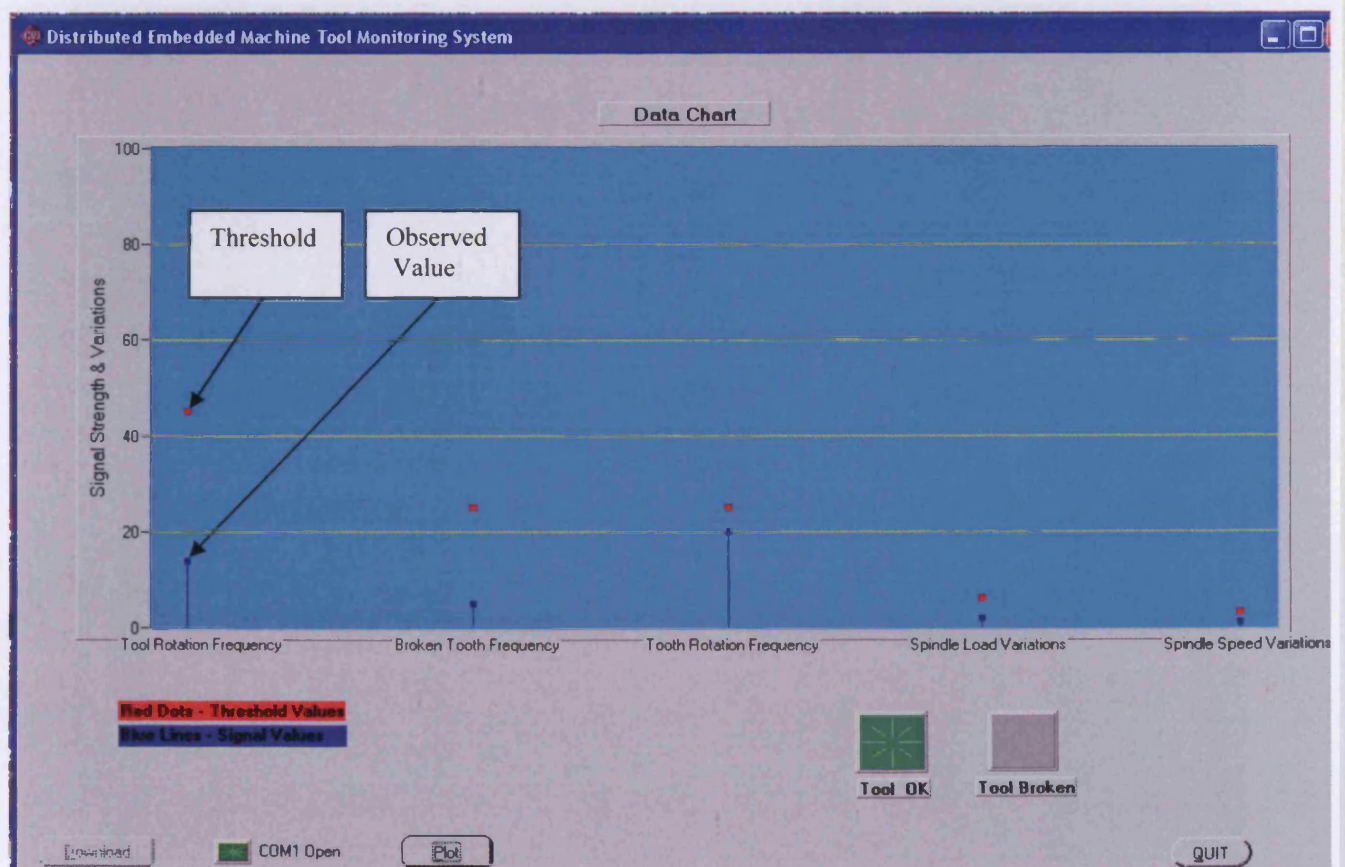 Distributed Embedded Machine Tool Monitoring System
Data Chart
100
80
60
40
20
0
Signal Strength & Variations
Threshold
Observed
Value
Tool Rotation Frequency
Broken Tooth Frequency
Tooth Rotation Frequency
Spindle Load Variations
Spindle Speed Variations
Red Dots - Threshold Values
Blue Lines - Signal Values
Tool OK
Tool Broken
Download
COM1 Open
Plot
QUIT